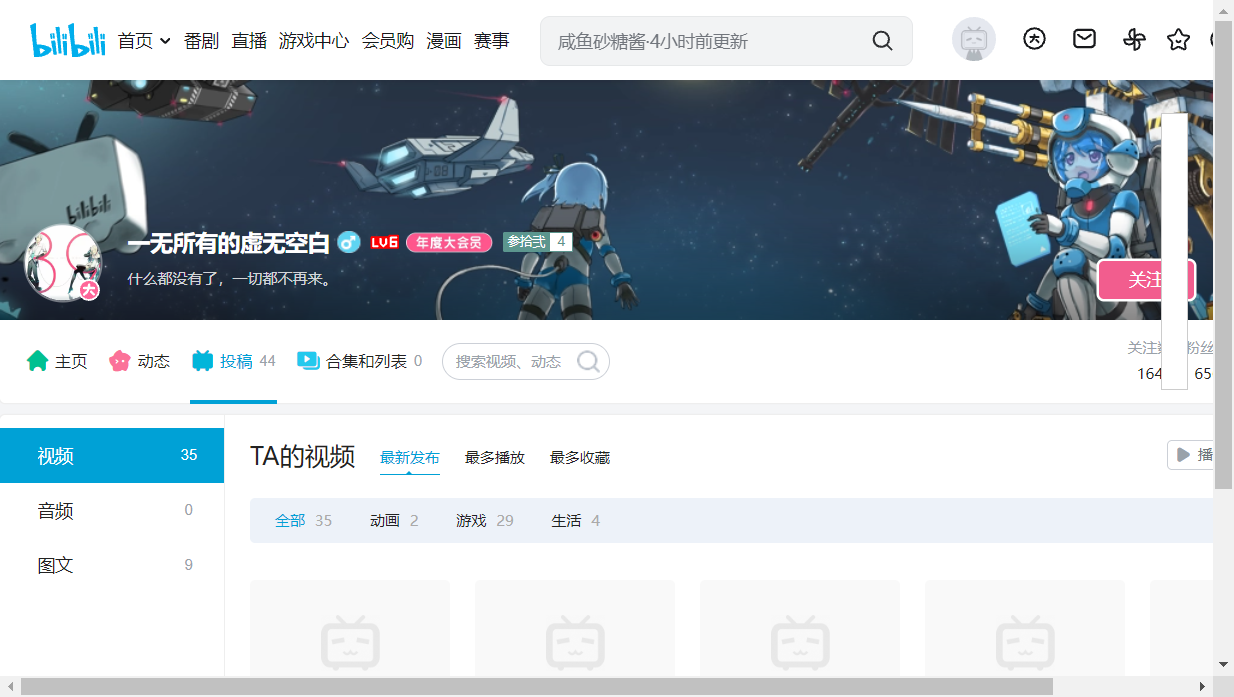 bilibili 首页 番剧 直播 游戏中心 会员购 漫画 赛事 咸鱼砂糖酱·4小时前更新
bilibili
08
一无所有的虚无空白 LV6 年度大会员 参拾弐 4
大
什么都没有了，一切都不再来。
关注
主页 动态 投稿 44 合集和列表 0 搜索视频、动态
关注数 粉丝
164 65
视频 35
音频 0
图文 9
TA的视频 最新发布 最多播放 最多收藏 播
全部 35 动画 2 游戏 29 生活 4